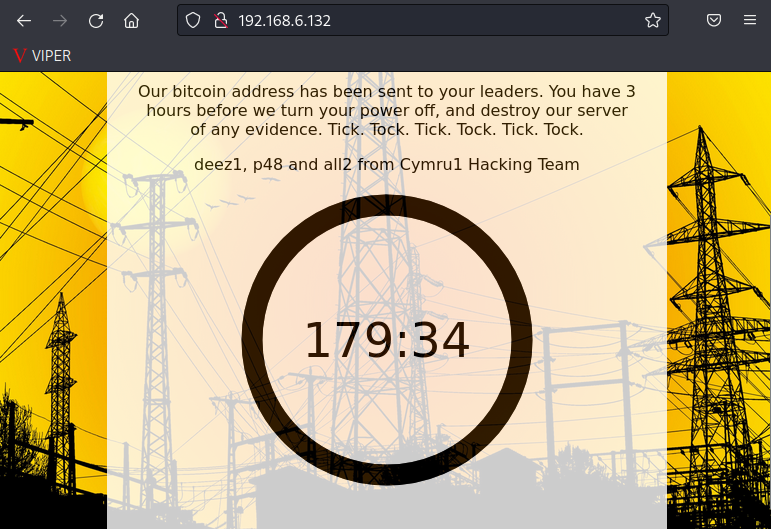 192.168.6.132
V VIPER
Our bitcoin address has been sent to your leaders. You have 3
hours before we turn your power off, and destroy our server
of any evidence. Tick. Tock. Tick. Tock. Tick. Tock.
deez1, p48 and all2 from Cymru1 Hacking Team
179:34